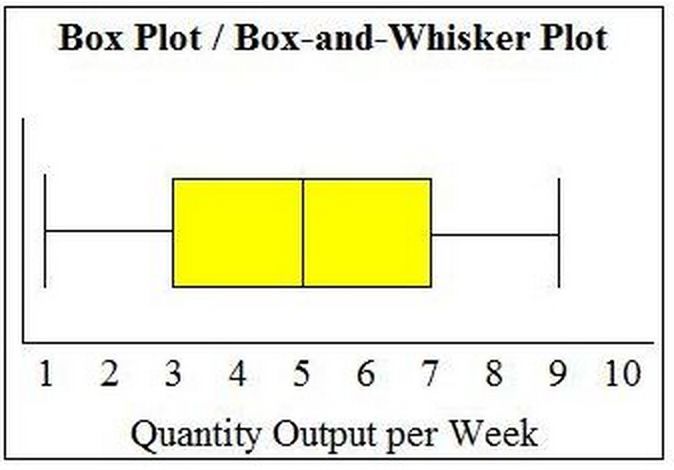 Box Plot / Box-and-Whisker Plot
1 2 3 4 5 6 7 8 9 10
Quantity Output per Week